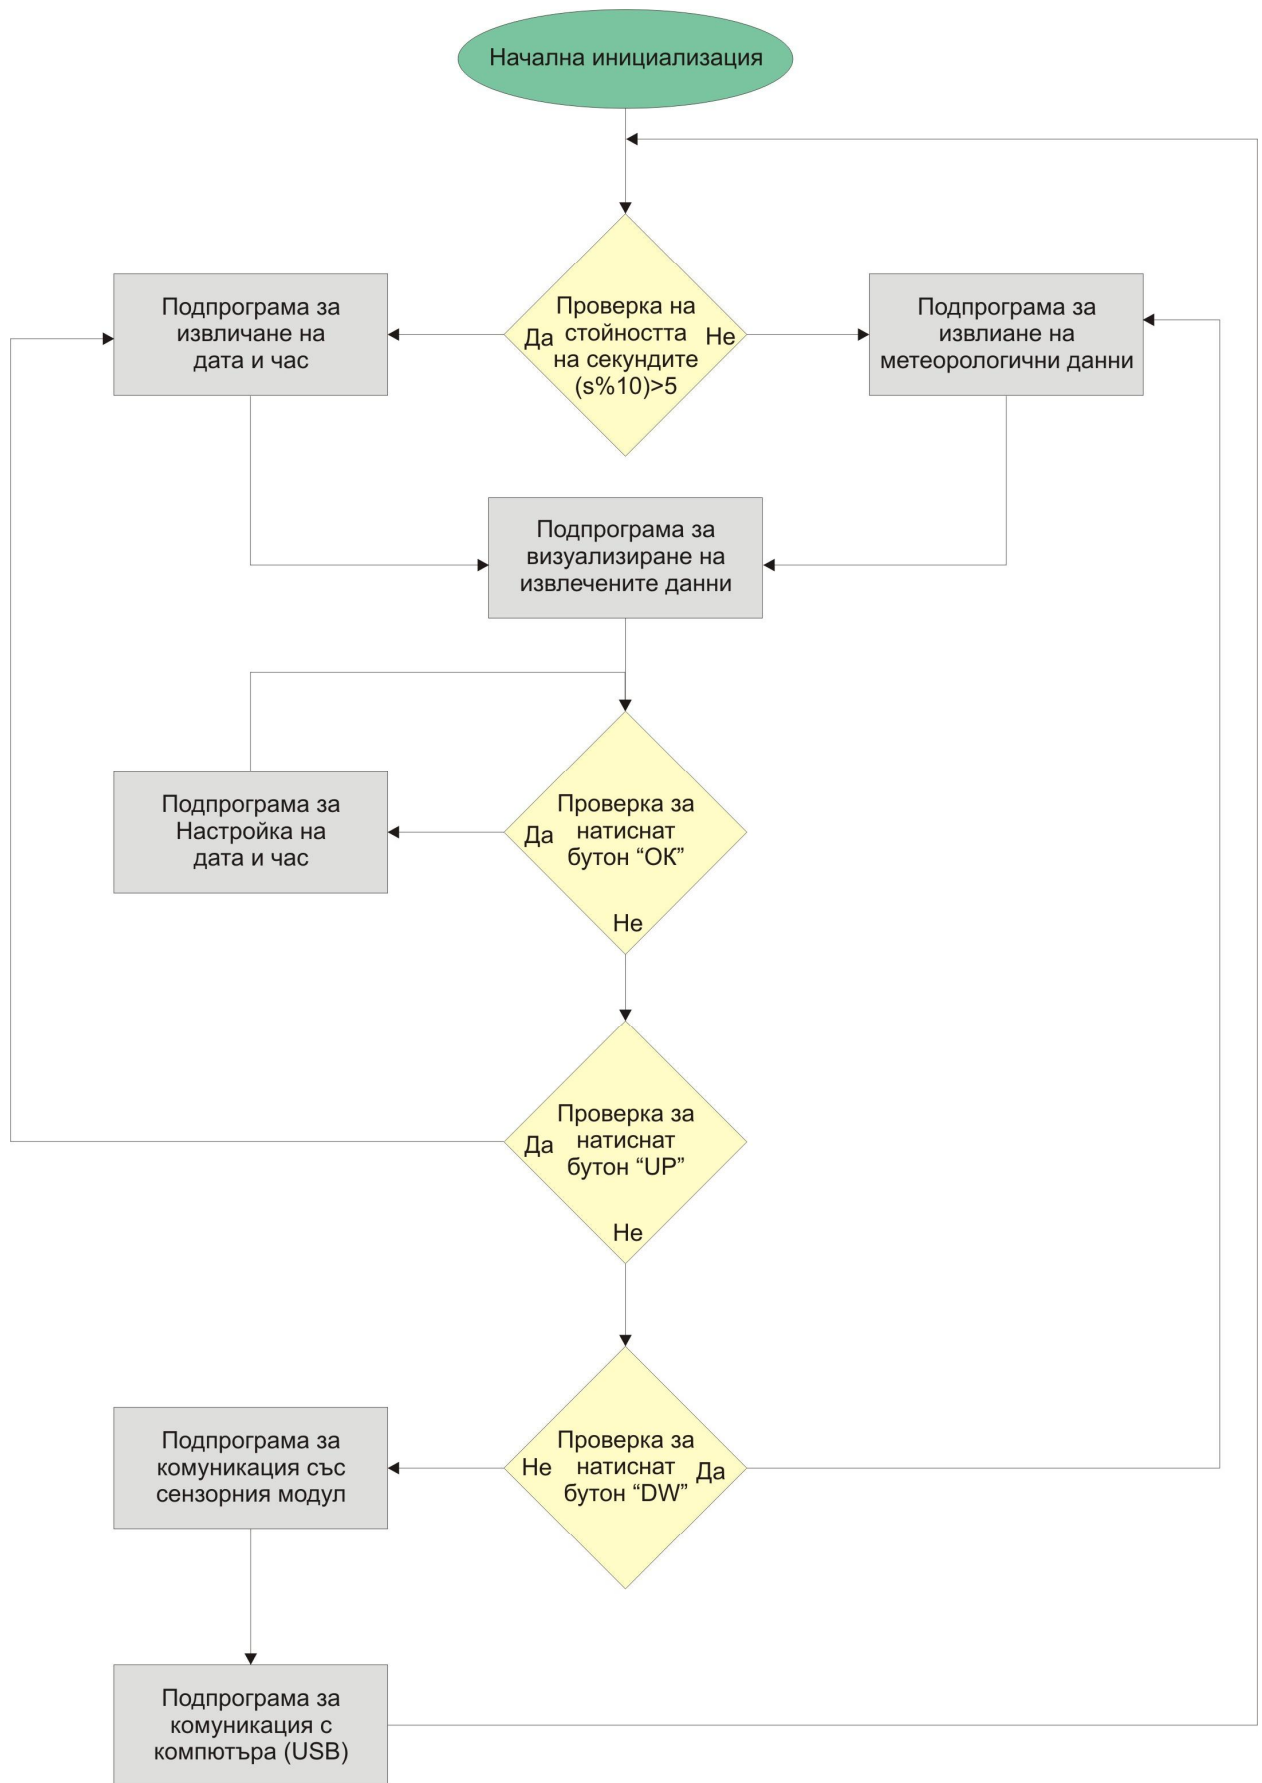 Начална инициализация
Подпрограма за
извличане на
дата и час
Проверка на
стойността
на секундите
(s%10)>5
Да
Не
Подпрограма за
извлиане на
метеорологични данни
Подпрограма за
визуализиране на
извлечените данни
Подпрограма за
Настройка на
дата и час
Проверка за
натиснат
бутон “OK”
Да
Не
Проверка за
натиснат
бутон “UP”
Да
Не
Подпрограма за
комуникация със
сензорния модул
Проверка за
натиснат
бутон “DW”
Не
Да
Подпрограма за
комуникация с
компютъра (USB)